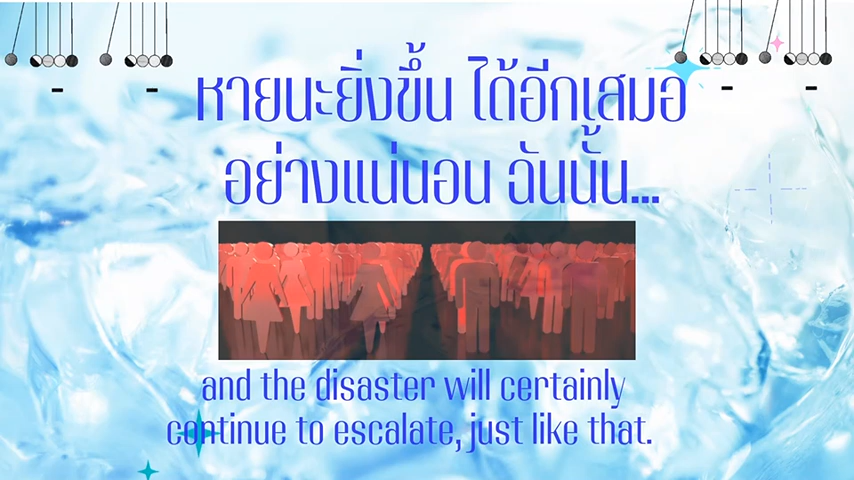 หายนะยิ่งขึ้น ได้อีกเสมอ
อย่างแน่นอน ฉันนั้น...
and the disaster will certainly
continue to escalate, just like that.